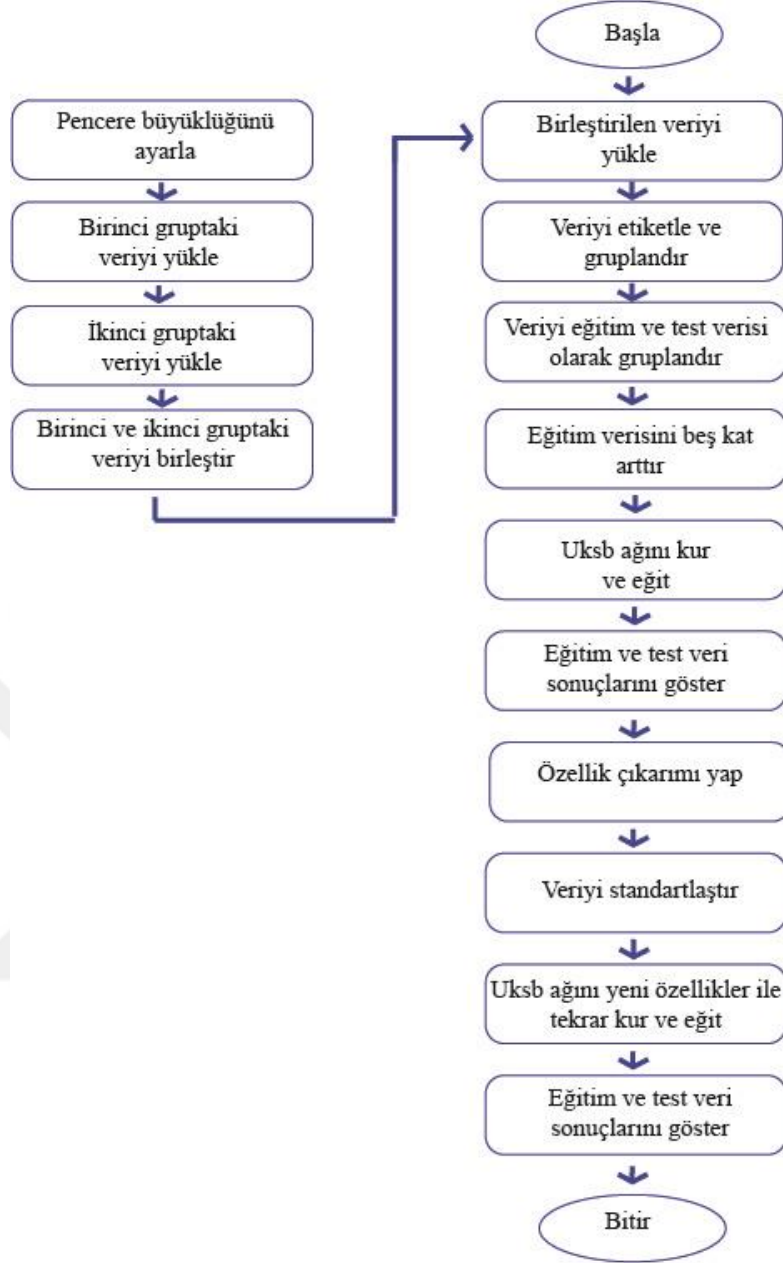 Pencere büyüklüğünü
ayarla
Birinci gruptaki
veriyi yükle
İkinci gruptaki
veriyi yükle
Birinci ve ikinci gruptaki
veriyi birleştir
Başla
Birleştirilen veriyi
yükle
Veriyi etiketle ve
gruplandır
Veriyi eğitim ve test verisi
olarak gruplandır
Eğitim verisini beş kat
arttır
Uksb ağını kur
ve eğit
Eğitim ve test veri
sonuçlarını göster
Özellik çıkarımı yap
Veriyi standartlaştır
Uksb ağını yeni özellikler ile
tekrar kur ve eğit
Eğitim ve test veri
sonuçlarını göster
Bitir